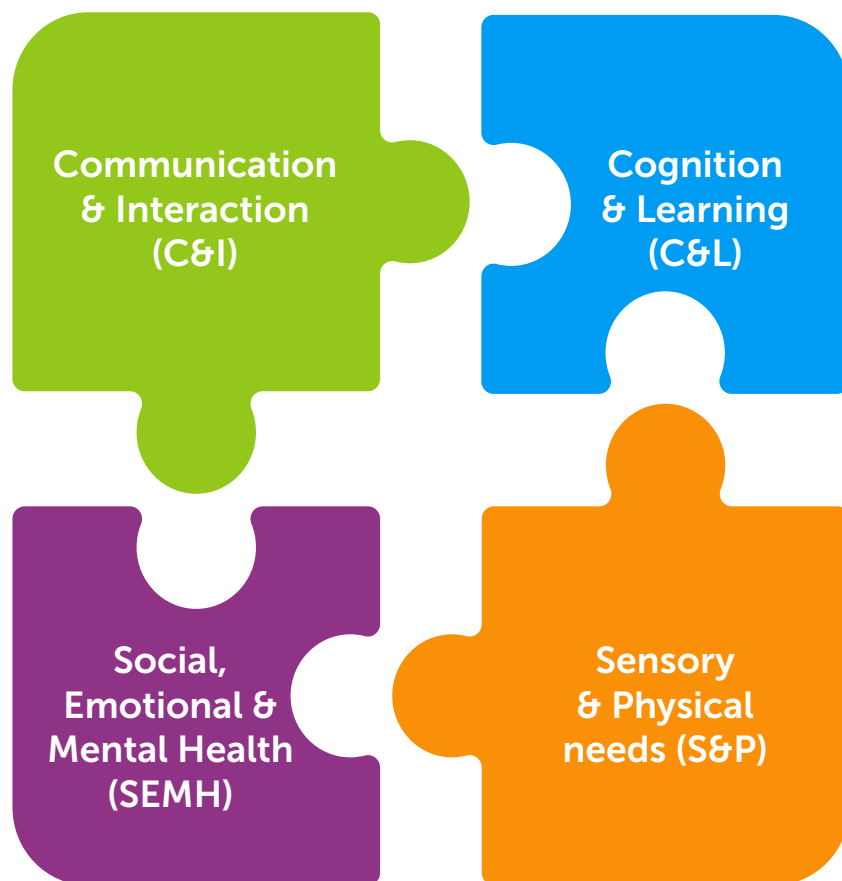 Communication
& Interaction
(C&I)
Cognition
& Learning
(C&L)
Social,
Emotional &
Mental Health
(SEMH)
Sensory
& Physical
needs (S&P)